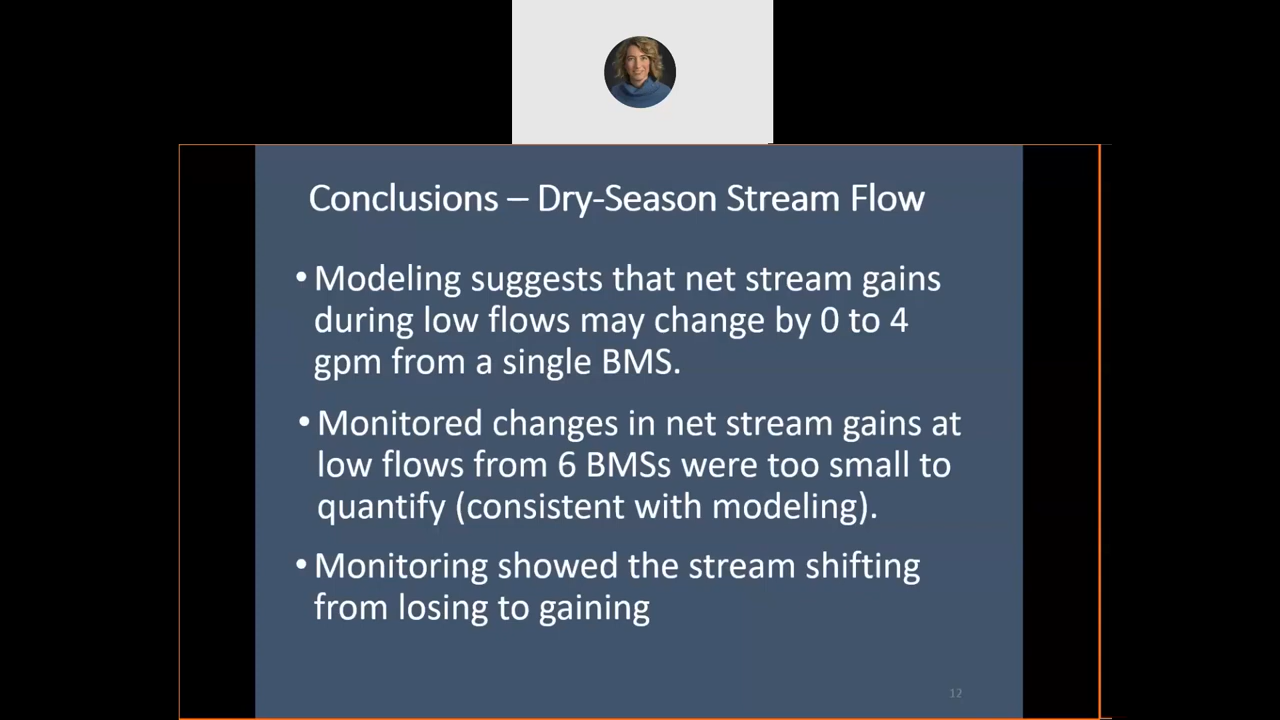 Conclusions – Dry-Season Stream Flow
•Modeling suggests that net stream gains
during low flows may change by 0 to 4
gpm from a single BMS.
•Monitored changes in net stream gains at
low flows from 6 BMSs were too small to
quantify (consistent with modeling).
•Monitoring showed the stream shifting
from losing to gaining
12